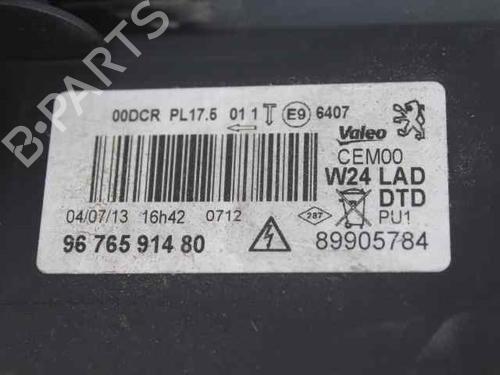 00DCR PL17.5 01 1 E9 6407
Valeo
CEM00
W24 LAD
DTD
PU1
04/07/13 16h42 0712
287
96 765 914 80
89905784
B-PARTS